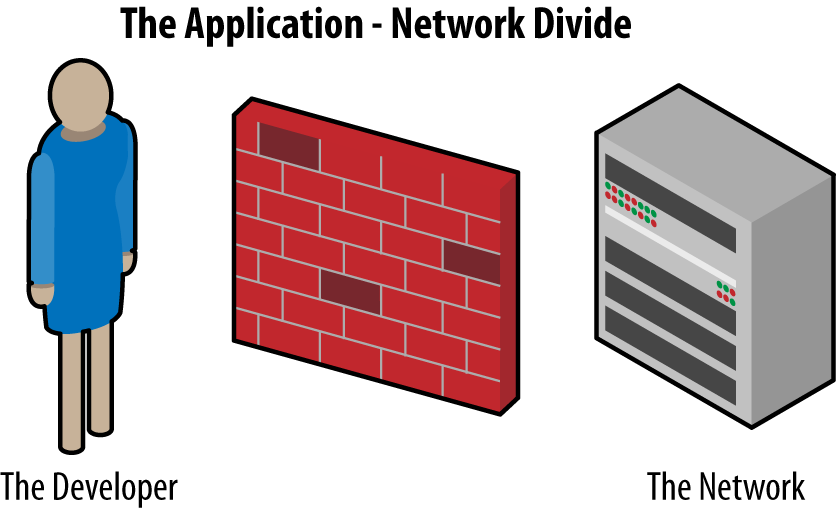 The Application - Network Divide
The Developer
The Network